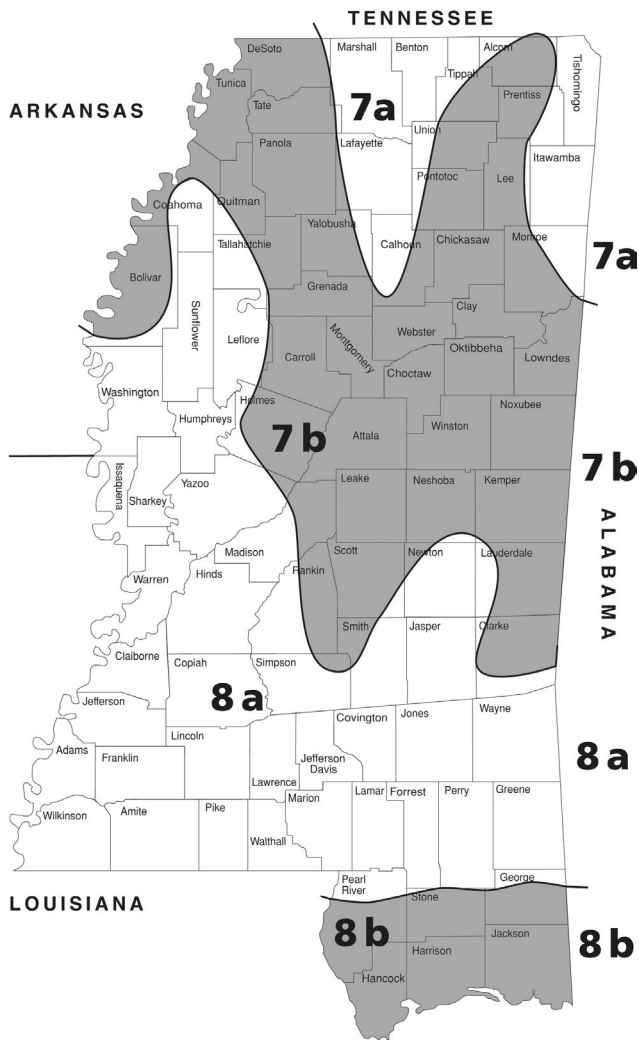 TENNESSEE
DeSoto
Marshall
Benton
Alcorn
Tippah
Tishomingo
Tunica
Prentiss
ARKANSAS
Tate
7a
Panola
Lafayette
Union
Itawamba
Pontotoc
Lee
Coahoma
Quitman
Yalobusha
Tallahatchie
Calhoun
Chickasaw
Monroe
7a
Bolivar
Grenada
Sunflower
Clay
Leflore
Montgomery
Webster
Carroll
Oktibbeha
Lowndes
Choctaw
Washington
Holmes
Noxubee
Humphreys
7b
Attala
Winston
7b
Issaquena
Yazoo
Leake
Neshoba
Kemper
Sharkey
ALABAMA
Madison
Scott
Newton
Lauderdale
Warren
Hinds
Rankin
Smith
Jasper
Clarke
Claiborne
Copiah
Simpson
8a
Jefferson
Covington
Jones
Wayne
Lincoln
Adams
Franklin
Jefferson
Davis
8a
Lawrence
Marion
Lamar
Forrest
Perry
Greene
Wilkinson
Amite
Pike
Walthall
Pearl
River
George
LOUISIANA
Stone
8b
Jackson
8b
Harrison
Hancock